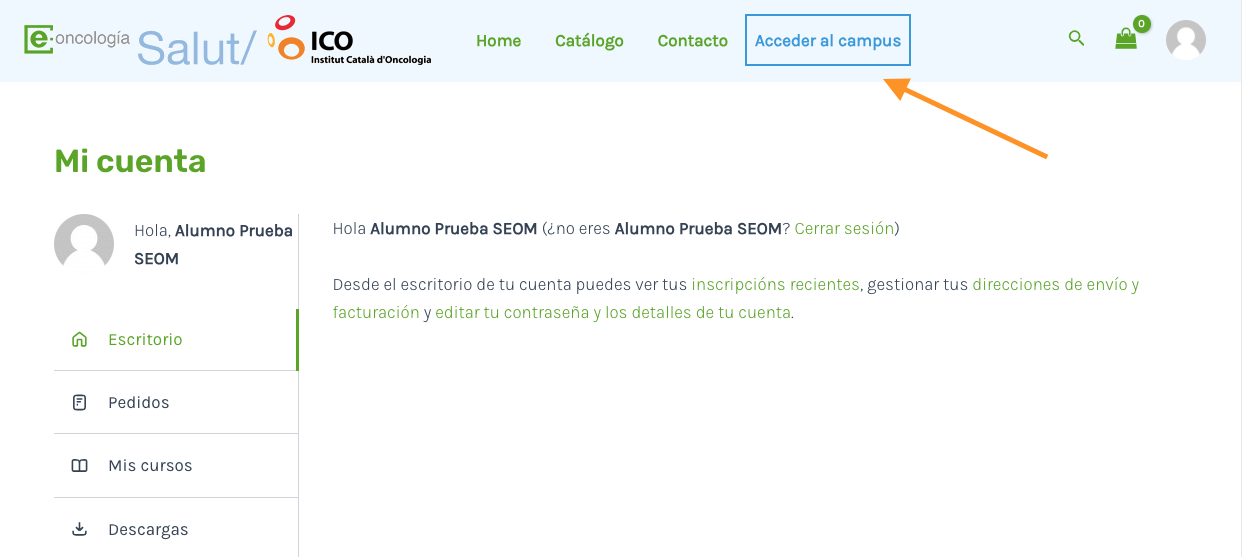 e-oncología Salut/ ICO
Institut Català d'Oncologia
Home Catálogo Contacto Acceder al campus
0
Mi cuenta
Hola, Alumno Prueba
SEOM
Hola Alumno Prueba SEOM (¿no eres Alumno Prueba SEOM? Cerrar sesión)
Desde el escritorio de tu cuenta puedes ver tus inscripcións recientes, gestionar tus direcciones de envío y
facturación y editar tu contraseña y los detalles de tu cuenta.
Escritorio
Pedidos
Mis cursos
Descargas